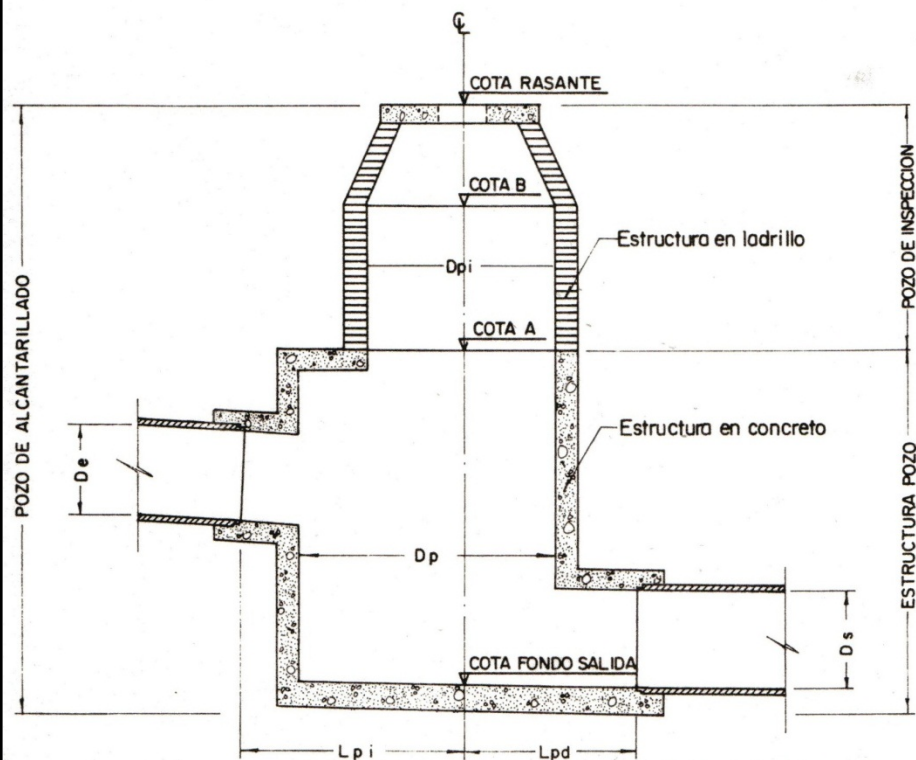 ℄
COTA RASANTE
COTA B
Estructura en ladrillo
Dpi
COTA A
POZO DE INSPECCION
POZO DE ALCANTARILLADO
Estructura en concreto
De
Dp
ESTRUCTURA POZO
Ds
COTA FONDO SALIDA
Lpi
Lpd